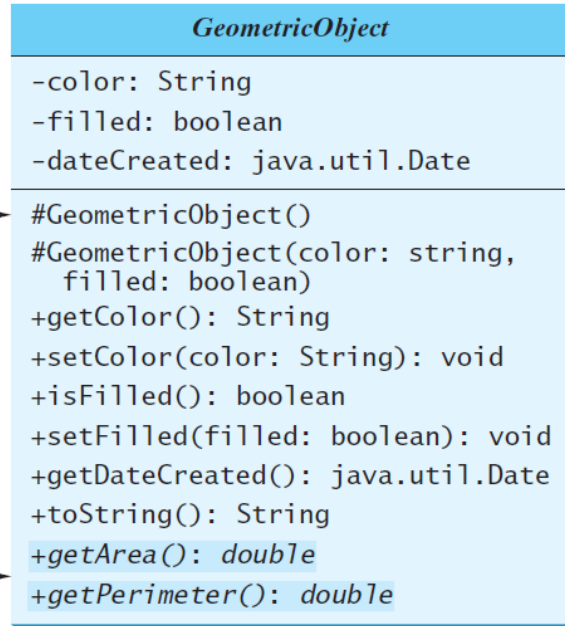 GeometricObject
-color: String
-filled: boolean
-dateCreated: java.util.Date
#GeometricObject()
#GeometricObject(color: string,
filled: boolean)
+getColor(): String
+setColor(color: String): void
+isFilled(): boolean
+setFilled(filled: boolean): void
+getDateCreated(): java.util.Date
+toString(): String
+getArea(): double
+getPerimeter(): double